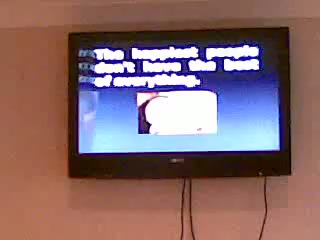 The happiest people
don't have the best
of everything.